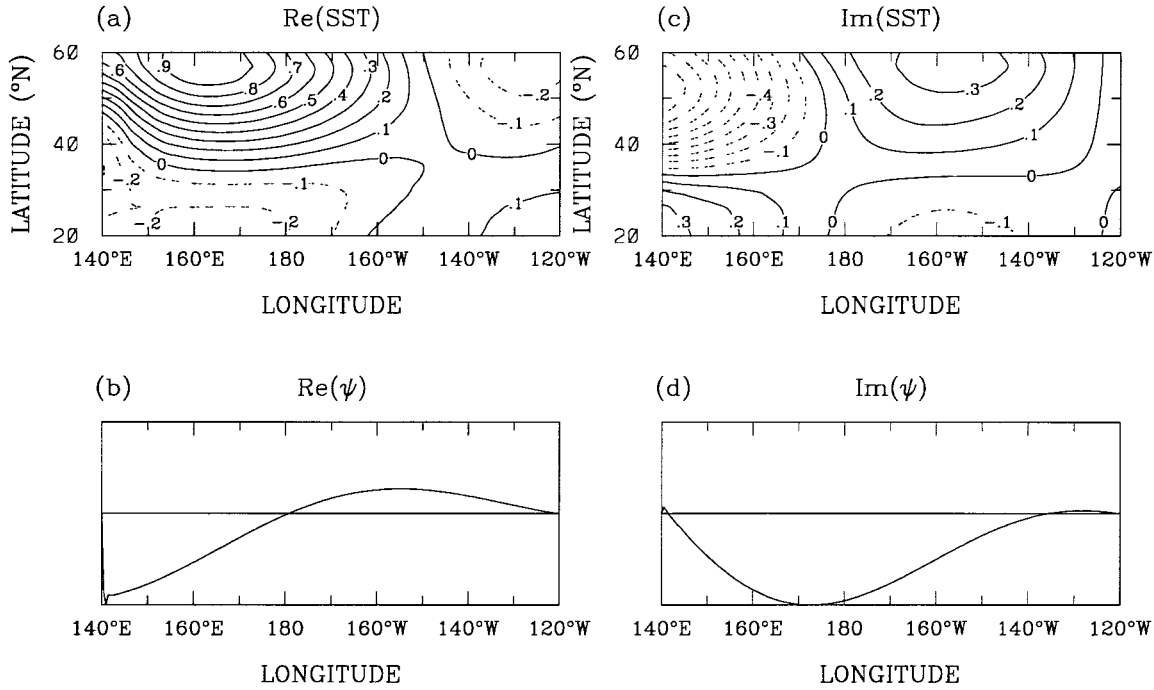 (a) Re(SST)
60
40
20
LATITUDE (°N)
.6 .9 .8 .7 .6 .5 .4 .3 .2 .1 0 -.2 -.1 0 -.2 -.1 -.2 -.2 .1
140°E 160°E 180 160°W 140°W 120°W
LONGITUDE
(c) Im(SST)
60
40
20
LATITUDE (°N)
-.4 -.3 -.1 0 .1 .2 .3 .2 .1 0 .3 .2 .1 0 -.1 0
140°E 160°E 180 160°W 140°W 120°W
LONGITUDE
(b) Re(ψ)
140°E 160°E 180 160°W 140°W 120°W
LONGITUDE
(d) Im(ψ)
140°E 160°E 180 160°W 140°W 120°W
LONGITUDE